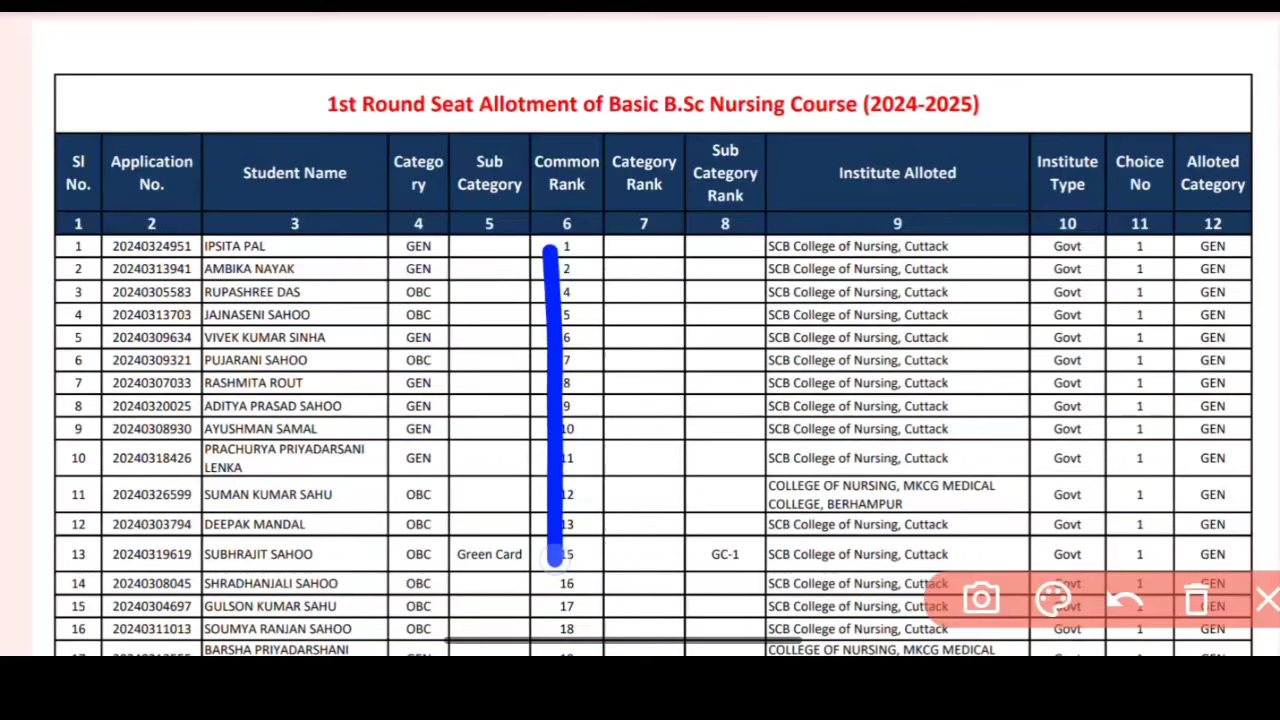 1st Round Seat Allotment of Basic B.Sc Nursing Course (2024-2025)
Sl No. Application No. Student Name Catego ry Sub Category Common Rank Category Rank Sub Category Rank Institute Alloted Institute Type Choice No Alloted Category
1 2 3 4 5 6 7 8 9 10 11 12
1 20240324951 IPSITA PAL GEN 1 SCB College of Nursing, Cuttack Govt 1 GEN
2 20240313941 AMBIKA NAYAK GEN 2 SCB College of Nursing, Cuttack Govt 1 GEN
3 20240305583 RUPASHREE DAS OBC 4 SCB College of Nursing, Cuttack Govt 1 GEN
4 20240313703 JAJNASENI SAHOO OBC 5 SCB College of Nursing, Cuttack Govt 1 GEN
5 20240309634 VIVEK KUMAR SINHA GEN 6 SCB College of Nursing, Cuttack Govt 1 GEN
6 20240309321 PUJARANI SAHOO OBC 7 SCB College of Nursing, Cuttack Govt 1 GEN
7 20240307033 RASHMITA ROUT GEN 8 SCB College of Nursing, Cuttack Govt 1 GEN
8 20240320025 ADITYA PRASAD SAHOO GEN 9 SCB College of Nursing, Cuttack Govt 1 GEN
9 20240308930 AYUSHMAN SAMAL GEN 10 SCB College of Nursing, Cuttack Govt 1 GEN
10 20240318426 PRACHURYA PRIYADARSANI LENKA GEN 11 SCB College of Nursing, Cuttack Govt 1 GEN
11 20240326599 SUMAN KUMAR SAHU OBC 12 COLLEGE OF NURSING, MKCG MEDICAL COLLEGE, BERHAMPUR Govt 1 GEN
12 20240303794 DEEPAK MANDAL OBC 13 SCB College of Nursing, Cuttack Govt 1 GEN
13 20240319619 SUBHRAJIT SAHOO OBC Green Card 15 GC-1 SCB College of Nursing, Cuttack Govt 1 GEN
14 20240308045 SHRADHANJALI SAHOO OBC 16 SCB College of Nursing, Cuttack Govt 1 GEN
15 20240304697 GULSON KUMAR SAHU OBC 17 SCB College of Nursing, Cuttack Govt 1 GEN
16 20240311013 SOUMYA RANJAN SAHOO OBC 18 SCB College of Nursing, Cuttack Govt 1 GEN
BARSHA PRIYADARSHANI COLLEGE OF NURSING, MKCG MEDICAL